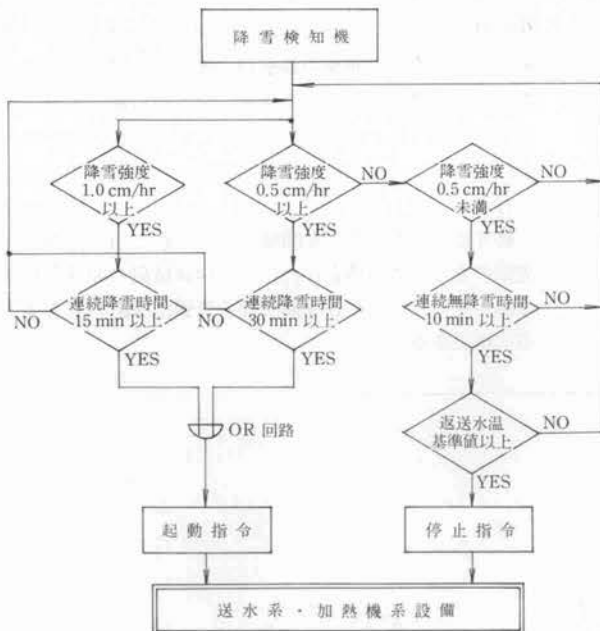 降雪検知機
降雪強度
1.0 cm/hr
以上
降雪強度
0.5 cm/hr
以上
NO
降雪強度
0.5 cm/hr
未満
NO
YES
YES
YES
NO
連続降雪時間
15 min 以上
NO
連続降雪時間
30 min 以上
連続無降雪時間
10 min 以上
NO
YES
YES
YES
OR 回路
返送水温
基準値以上
NO
YES
起動指令
停止指令
送水系・加熱機系設備